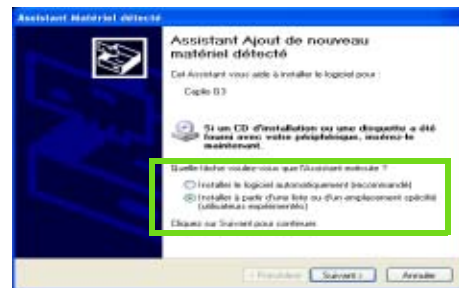 Assistant Matériel détecté
Assistant Ajout de nouveau
matériel détecté
Cet Assistant vous aide à installer le logiciel pour :
Caplio G3
Si un CD d'installation ou une disquette a été
fourni avec votre périphérique, insérez-le
maintenant.
Quelle tâche voulez-vous que l'Assistant exécute ?
Installer le logiciel automatiquement (recommandé)
Installer à partir d'une liste ou d'un emplacement spécifié
(utilisateurs expérimentés)
Cliquez sur Suivant pour continuer.
< Précédent
Suivant >
Annuler